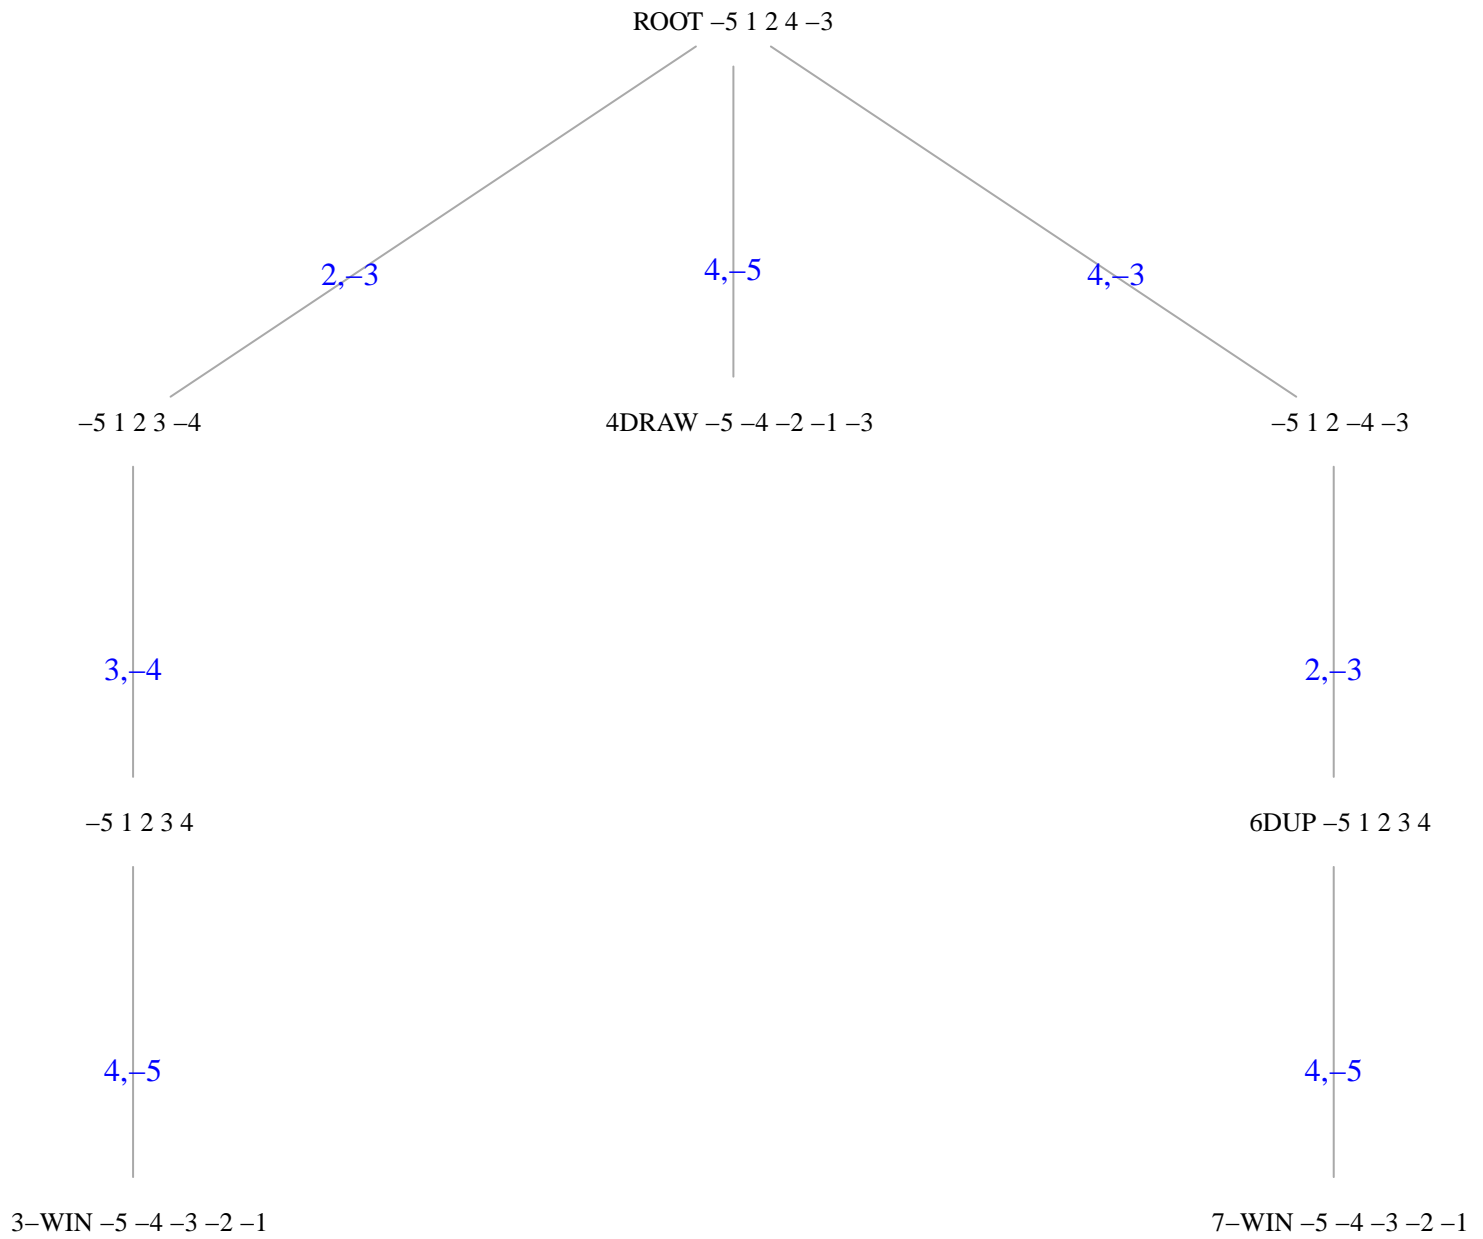 ROOT –5 1 2 4 –3
2,–3
4,–5
4,–3
–5 1 2 3 –4
4DRAW –5 –4 –2 –1 –3
–5 1 2 –4 –3
3,–4
2,–3
–5 1 2 3 4
6DUP –5 1 2 3 4
4,–5
4,–5
3–WIN –5 –4 –3 –2 –1
7–WIN –5 –4 –3 –2 –1